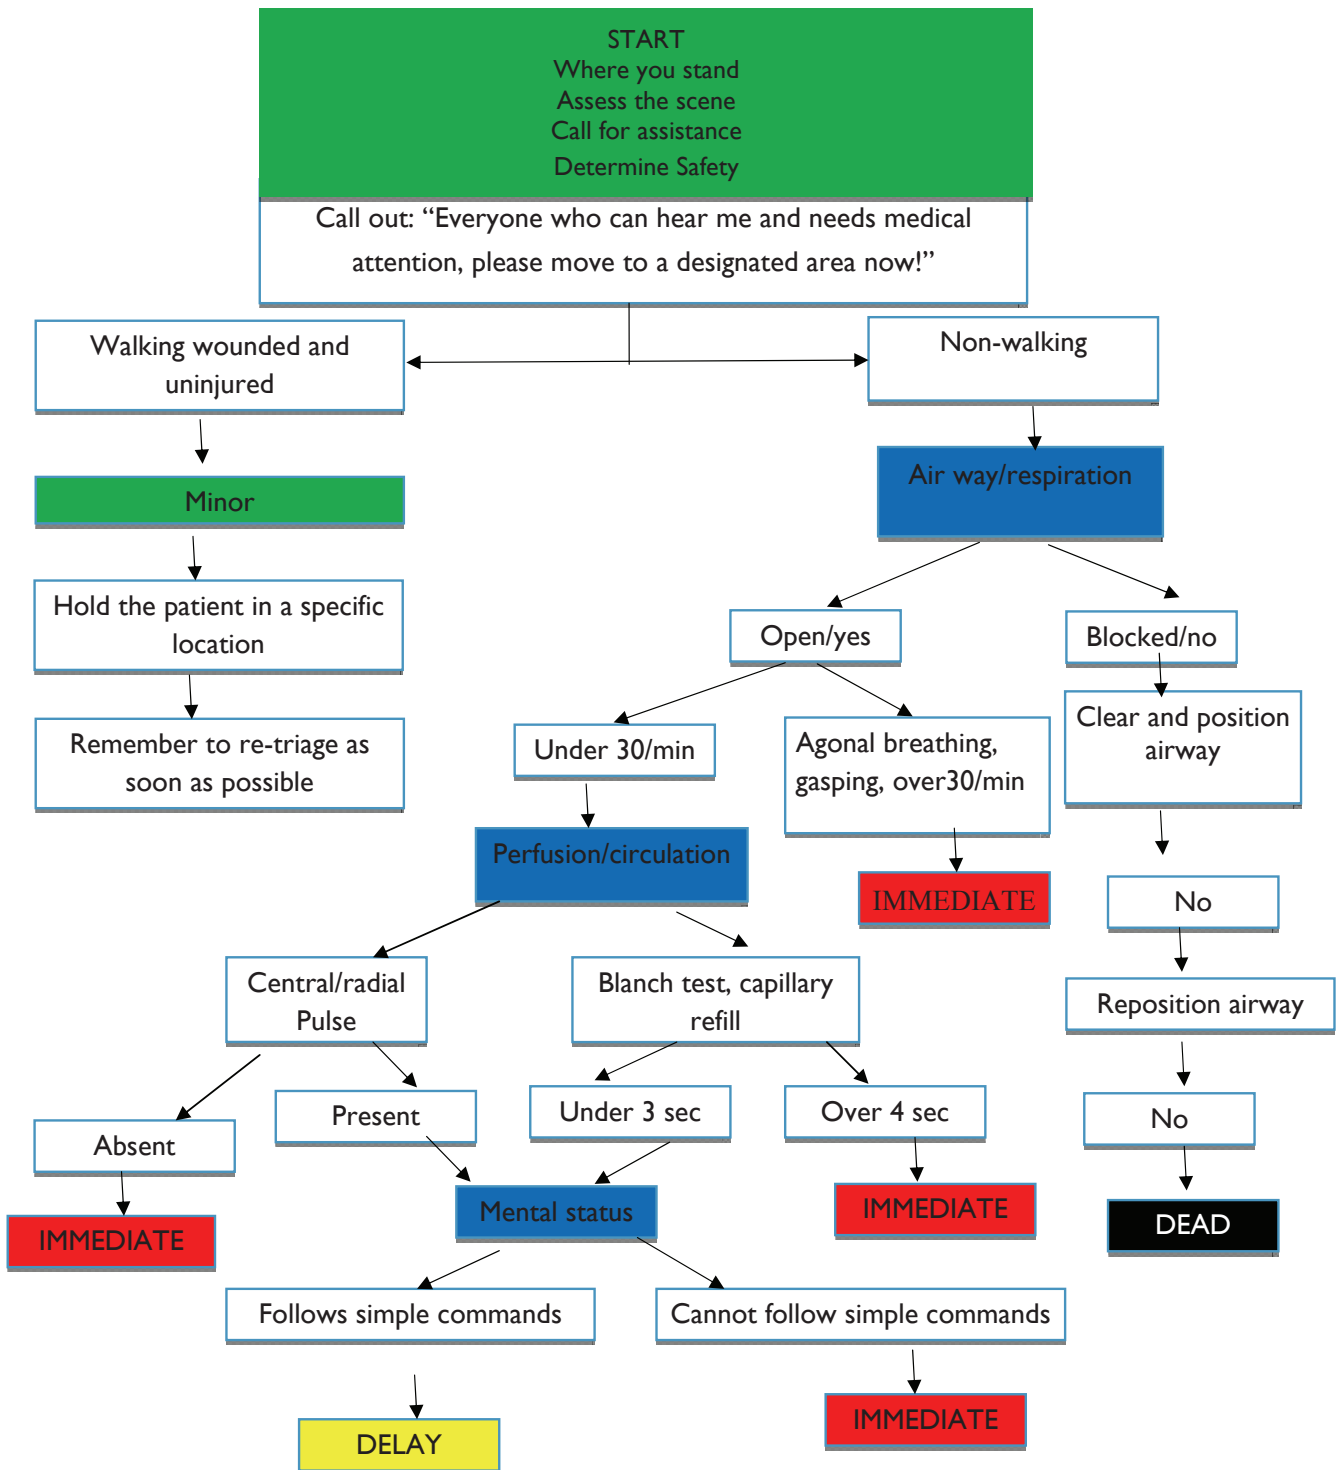 START
Where you stand
Assess the scene
Call for assistance
Determine Safety
Call out: “Everyone who can hear me and needs medical
attention, please move to a designated area now!”
Walking wounded and
uninjured
Non-walking
Minor
Air way/respiration
Hold the patient in a specific
location
Open/yes
Blocked/no
Remember to re-triage as
soon as possible
Under 30/min
Agonal breathing,
gasping, over30/min
Clear and position
airway
Perfusion/circulation
IMMEDIATE
No
Central/radial
Pulse
Blanch test, capillary
refill
Reposition airway
Absent
Present
Under 3 sec
Over 4 sec
No
IMMEDIATE
Mental status
IMMEDIATE
DEAD
Follows simple commands
Cannot follow simple commands
DELAY
IMMEDIATE